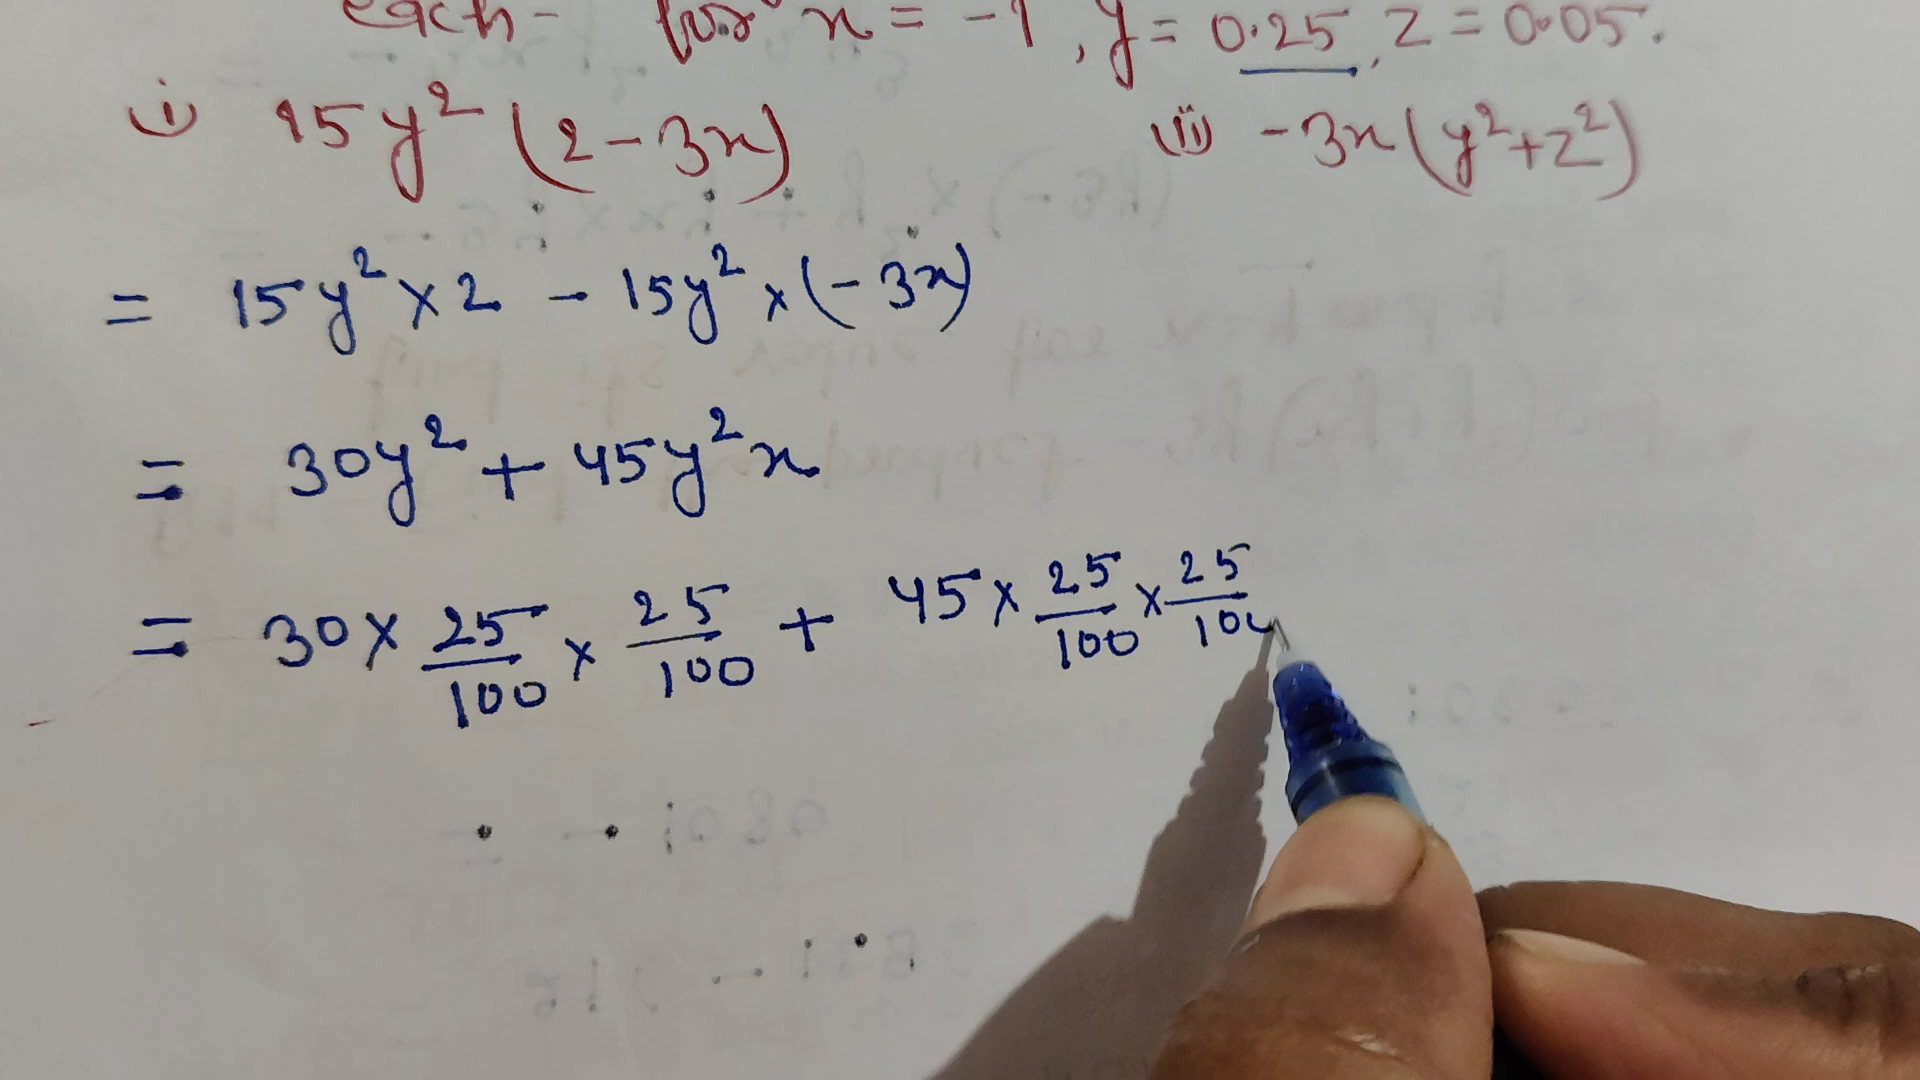 each for x = -1, y = 0.25, z = 0.05.
(i) 15y² (2-3x) (ii) -3x(y²+z²)
= 15y² × 2 - 15y² × (-3x)
= 30y² + 45y²x
= 30 × 25/100 × 25/100 + 45 × 25/100 × 25/100